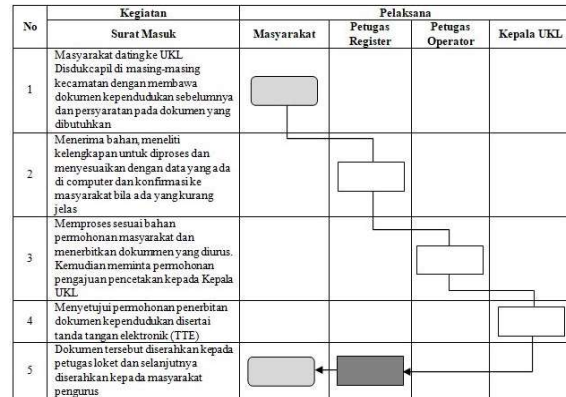 No
Kegiatan
Pelaksana
Surat Masuk
Masyarakat
Petugas
Register
Petugas
Operator
Kepala UKL
1
Masyarakat dating ke UKL
Disdukcapil di masing-masing
kecamatan dengan membawa
dokumen kependudukan sebelumnya
dan persyaratan pada dokumen yang
dibutuhkan
2
Menerima bahan, meneliti
kelengkapan untuk diproses dan
menyesuaikan dengan data yang ada
di computer dan konfirmasi ke
masyarakat bila ada yang kurang
jelas
3
Memproses sesuai bahan
permohonan masyarakat dan
menerbitkan dokummen yang diurus.
Kemudian meminta permohonan
pengajuan pencetakan kepada Kepala
UKL
4
Menyetujui permohonan penerbitan
dokumen kependudukan disertai
tanda tangan elektronik (TTE)
5
Dokumen tersebut diserahkan kepada
petugas loket dan selanjutnya
diserahkan kepada masyarakat
pengurus